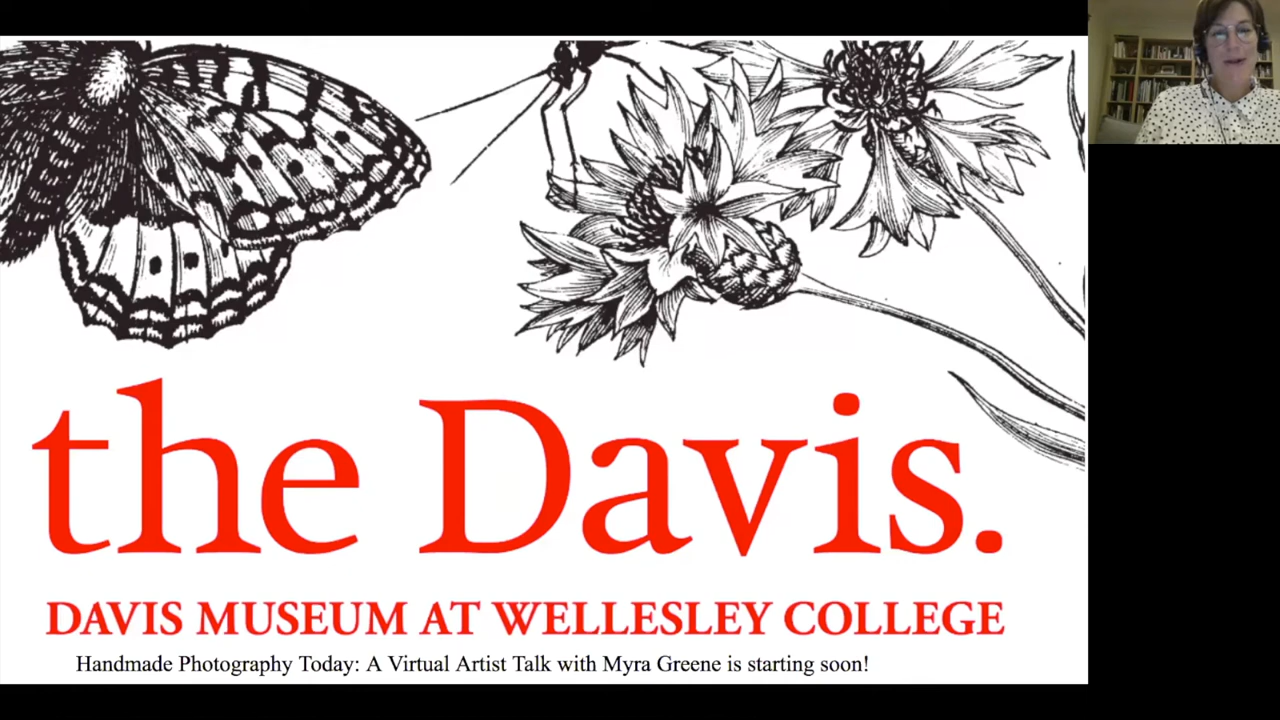 the Davis.
DAVIS MUSEUM AT WELLESLEY COLLEGE
Handmade Photography Today: A Virtual Artist Talk with Myra Greene is starting soon!